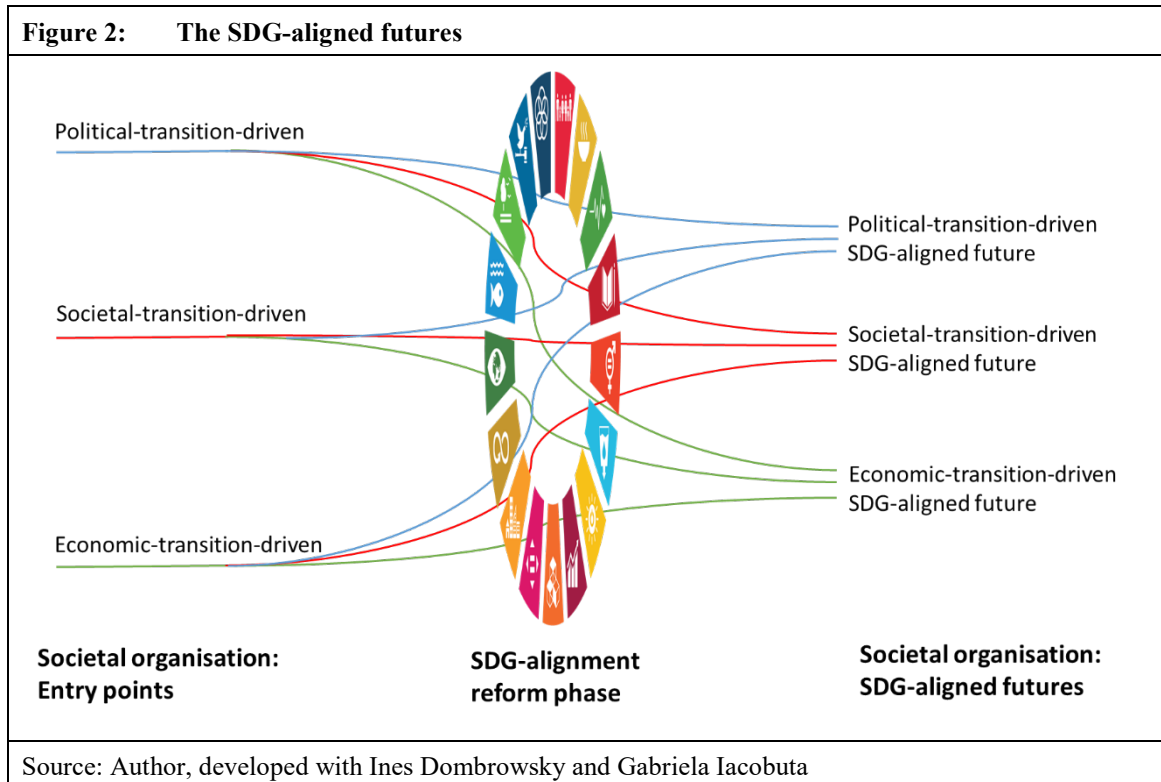 Figure 2: The SDG-aligned futures
Political-transition-driven
Societal-transition-driven
Economic-transition-driven
Political-transition-driven
SDG-aligned future
Societal-transition-driven
SDG-aligned future
Economic-transition-driven
SDG-aligned future
Societal organisation:
Entry points
SDG-alignment
reform phase
Societal organisation:
SDG-aligned futures
Source: Author, developed with Ines Dombrowsky and Gabriela Iacobuta